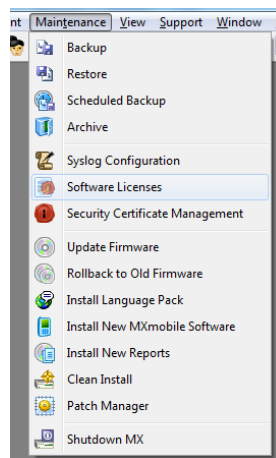 nt Maintenance View Support Window
Backup
Restore
Scheduled Backup
Archive
Syslog Configuration
Software Licenses
Security Certificate Management
Update Firmware
Rollback to Old Firmware
Install Language Pack
Install New MXmobile Software
Install New Reports
Clean Install
Patch Manager
Shutdown MX